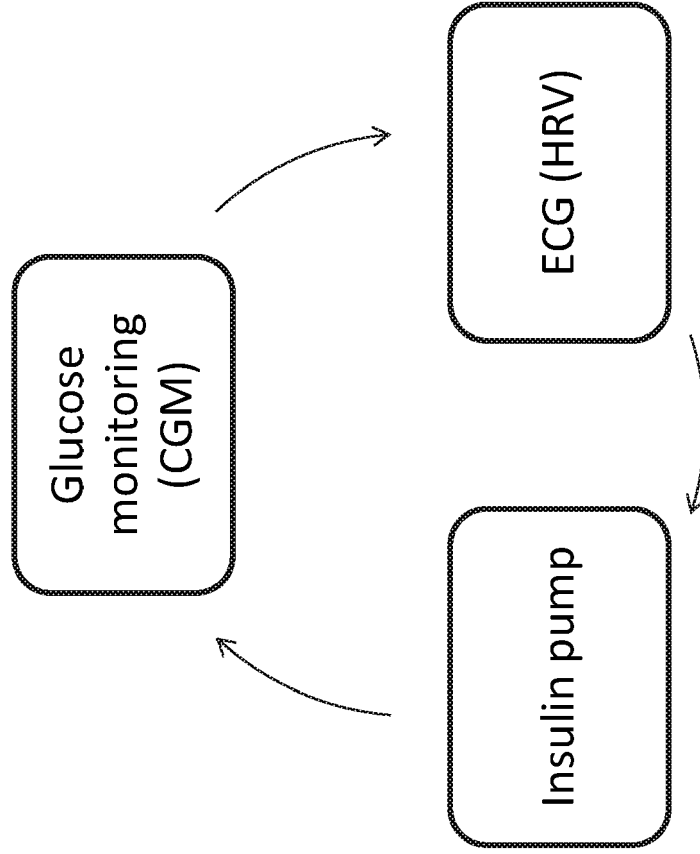 Glucose
monitoring
(CGM)
ECG (HRV)
Insulin pump